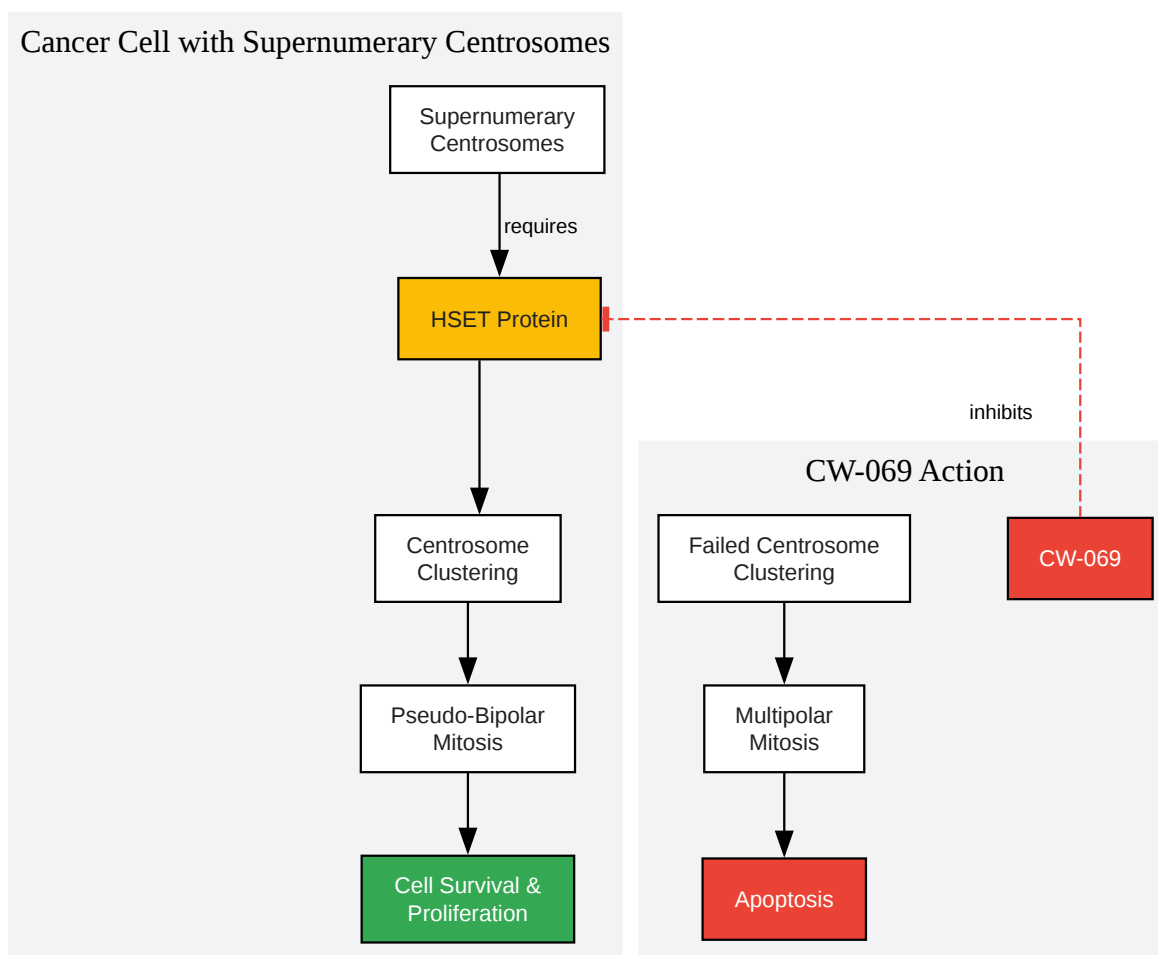 Cancer Cell with Supernumerary Centrosomes
Supernumerary
Centrosomes
requires
HSET Protein
inhibits
CW-069 Action
Centrosome
Clustering
Failed Centrosome
Clustering
CW-069
Pseudo-Bipolar
Mitosis
Multipolar
Mitosis
Cell Survival &
Proliferation
Apoptosis